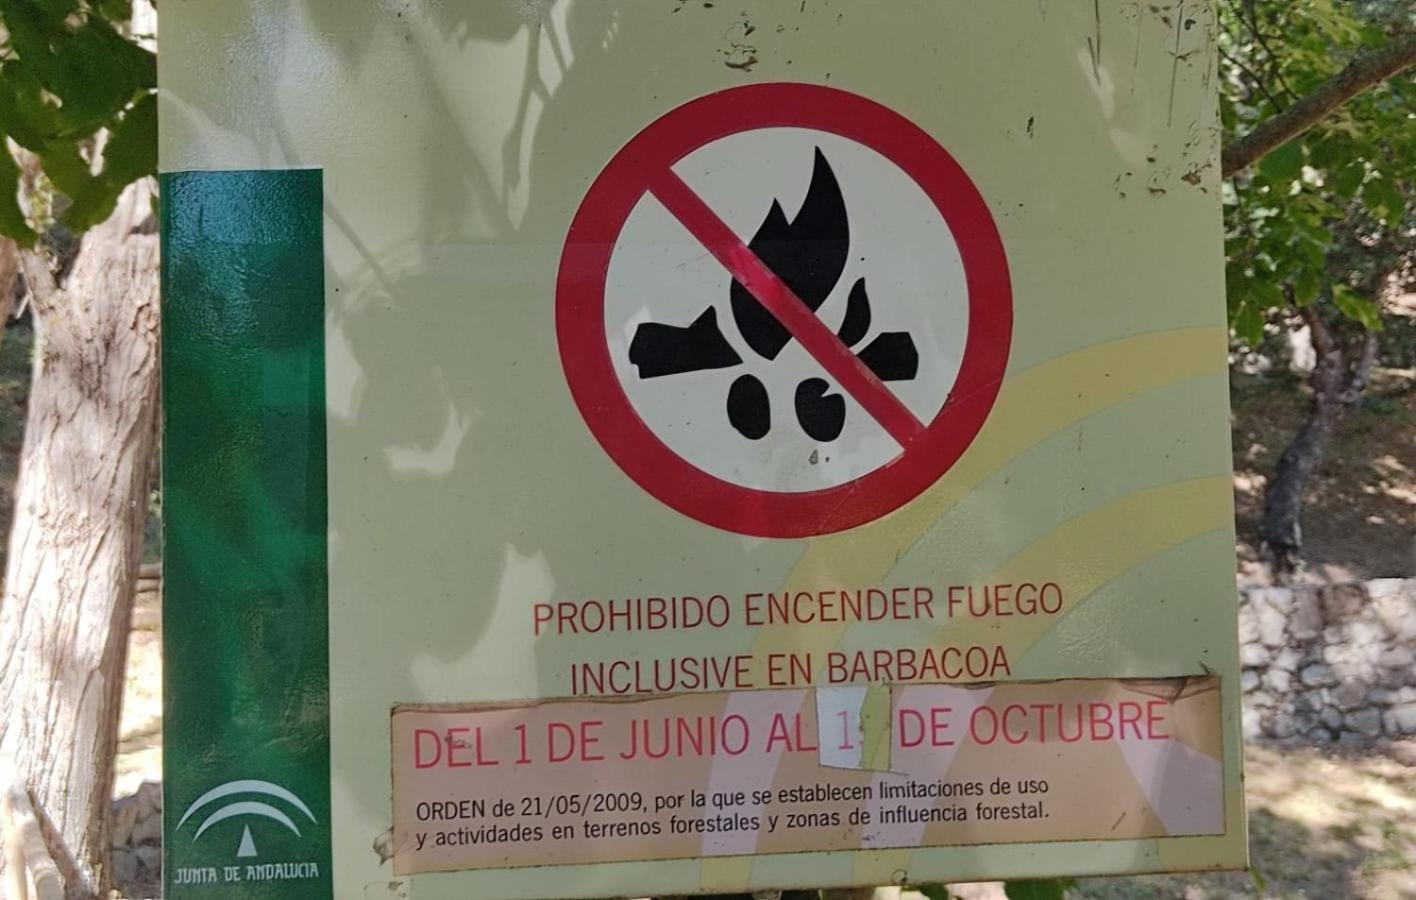 PROHIBIDO ENCENDER FUEGO
INCLUSIVE EN BARBACOA
DEL 1 DE JUNIO AL 1 DE OCTUBRE
ORDEN de 21/05/2009, por la que se establecen limitaciones de uso
y actividades en terrenos forestales y zonas de influencia forestal.
JUNTA DE ANDALUCIA